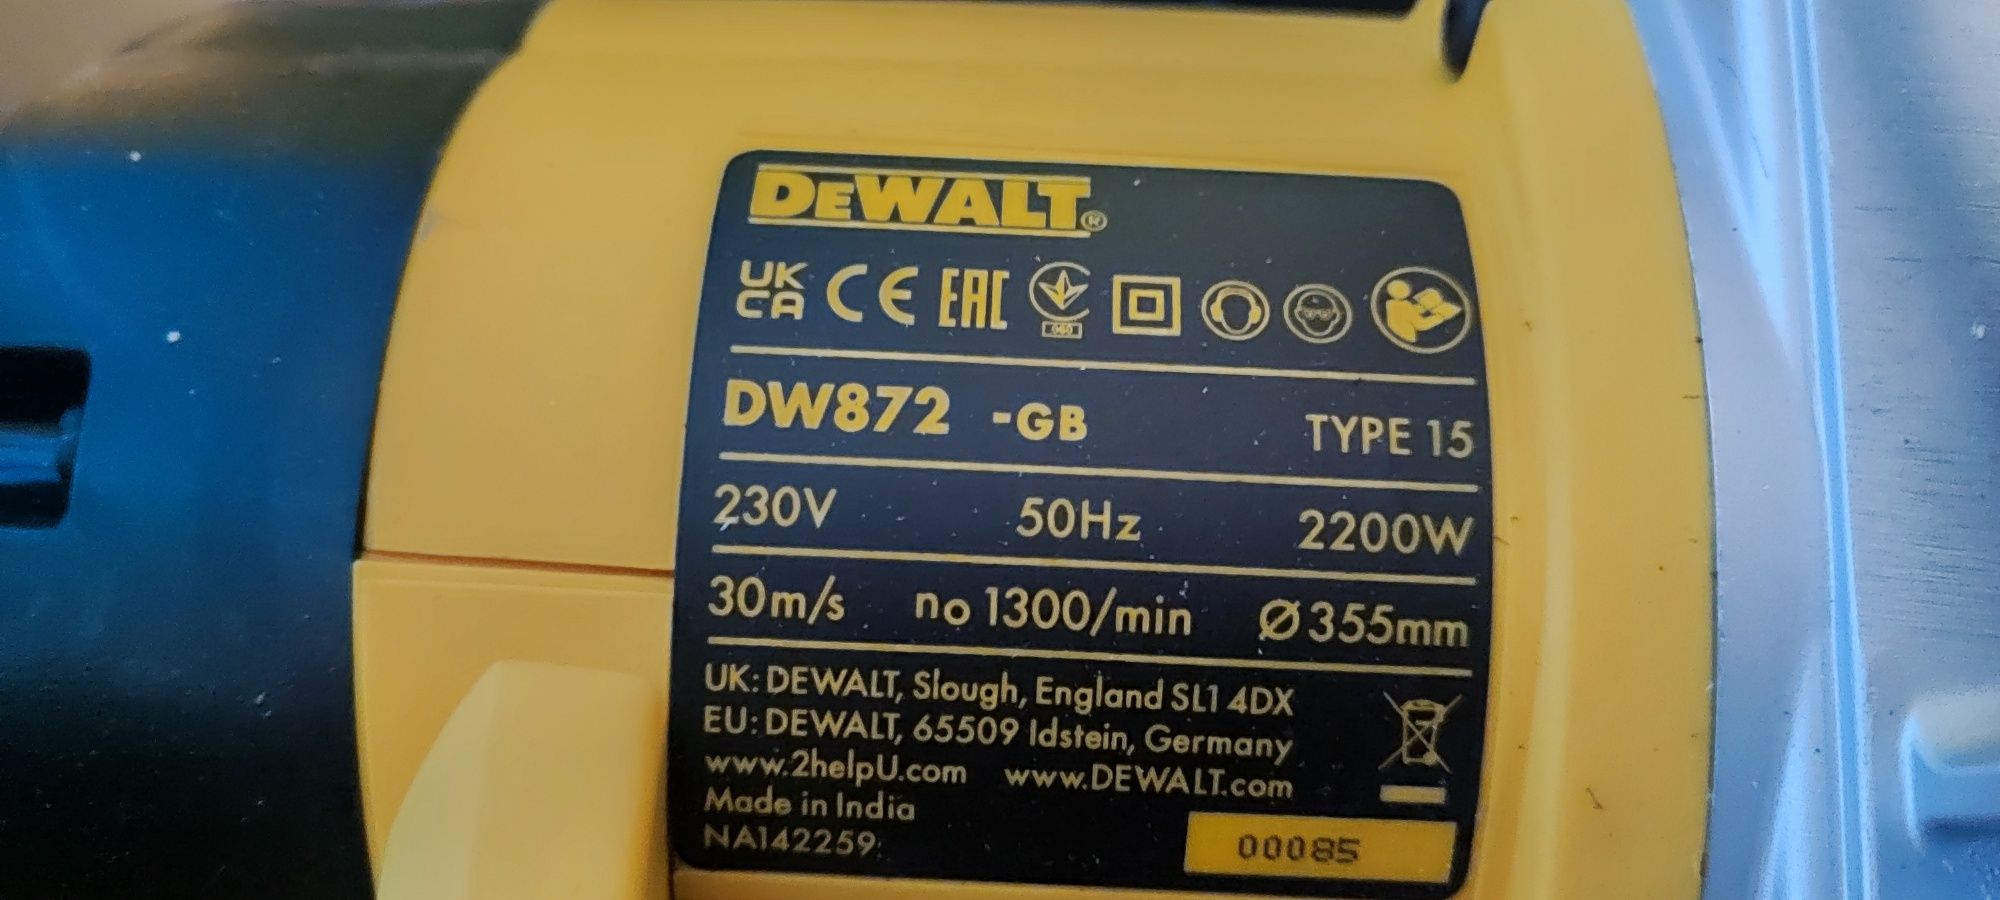 DEWALT®
UK CA CE EAC 060
DW872 -GB TYPE 15
230V 50Hz 2200W
30m/s no 1300/min Ø355mm
UK: DEWALT, Slough, England SL1 4DX
EU: DEWALT, 65509 Idstein, Germany
www.2helpU.com www.DEWALT.com
Made in India
NA142259
00085